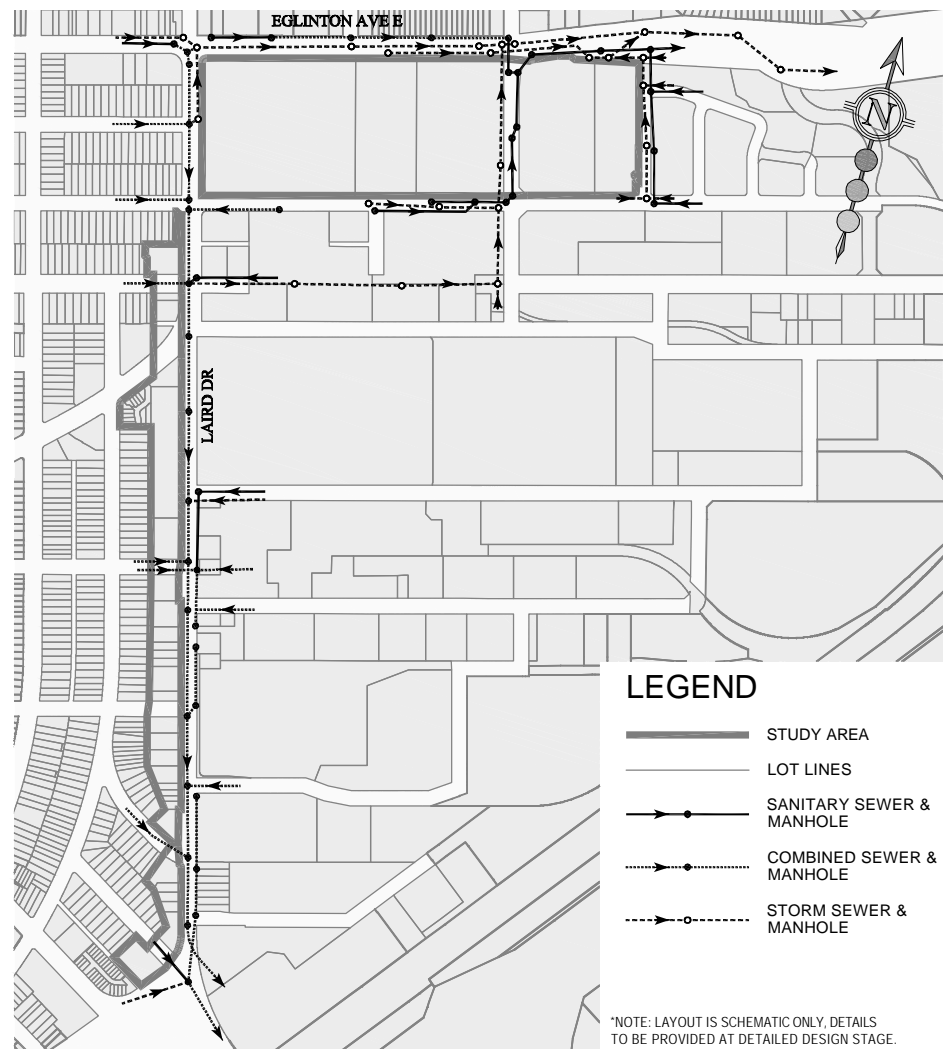 EGLINTON AVE E
N
LAIRD DR
LEGEND
STUDY AREA
LOT LINES
SANITARY SEWER &
MANHOLE
COMBINED SEWER &
MANHOLE
STORM SEWER &
MANHOLE
*NOTE: LAYOUT IS SCHEMATIC ONLY, DETAILS
TO BE PROVIDED AT DETAILED DESIGN STAGE.